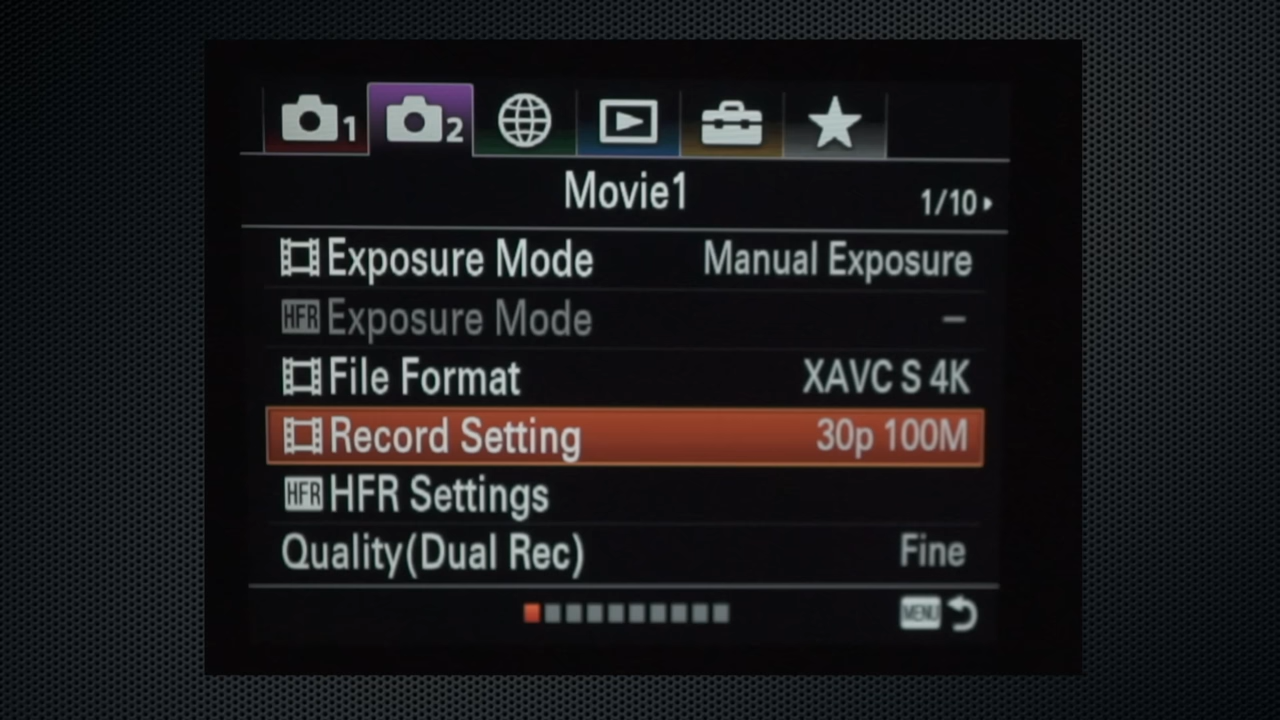 1 2
Movie1 1/10
Exposure Mode Manual Exposure
HFR Exposure Mode –
File Format XAVC S 4K
Record Setting 30p 100M
HFR HFR Settings
Quality(Dual Rec) Fine
MENU